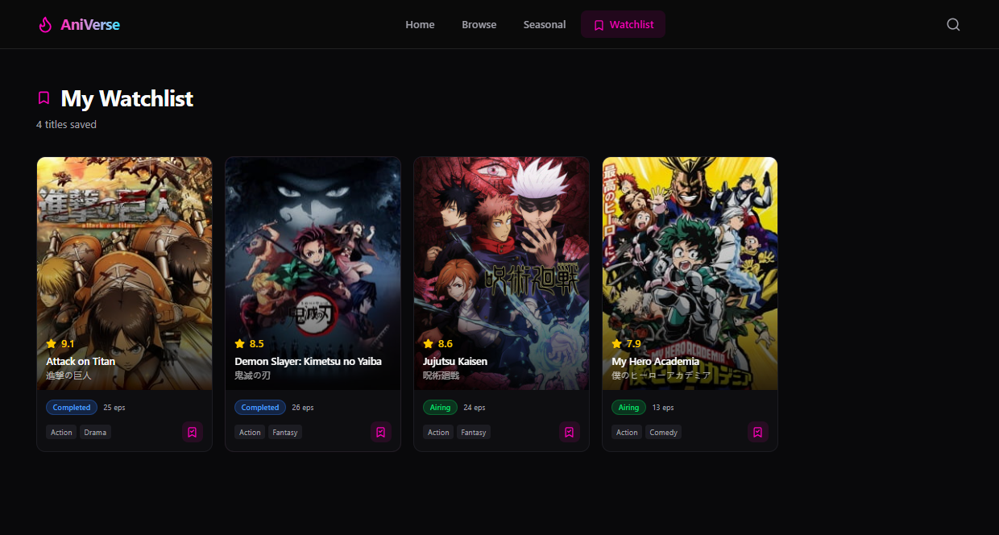 AniVerse
Home
Browse
Seasonal
Watchlist
My Watchlist
4 titles saved
進撃の巨人
attack on titan
9.1
Attack on Titan
進撃の巨人
Completed
25 eps
Action
Drama
鬼滅の刃
8.5
Demon Slayer: Kimetsu no Yaiba
鬼滅の刃
Completed
26 eps
Action
Fantasy
呪術廻戦
8.6
Jujutsu Kaisen
呪術廻戦
Airing
24 eps
Action
Fantasy
最高のヒーローに
MY HERO ACADEMIA
7.9
My Hero Academia
僕のヒーローアカデミア
Airing
13 eps
Action
Comedy